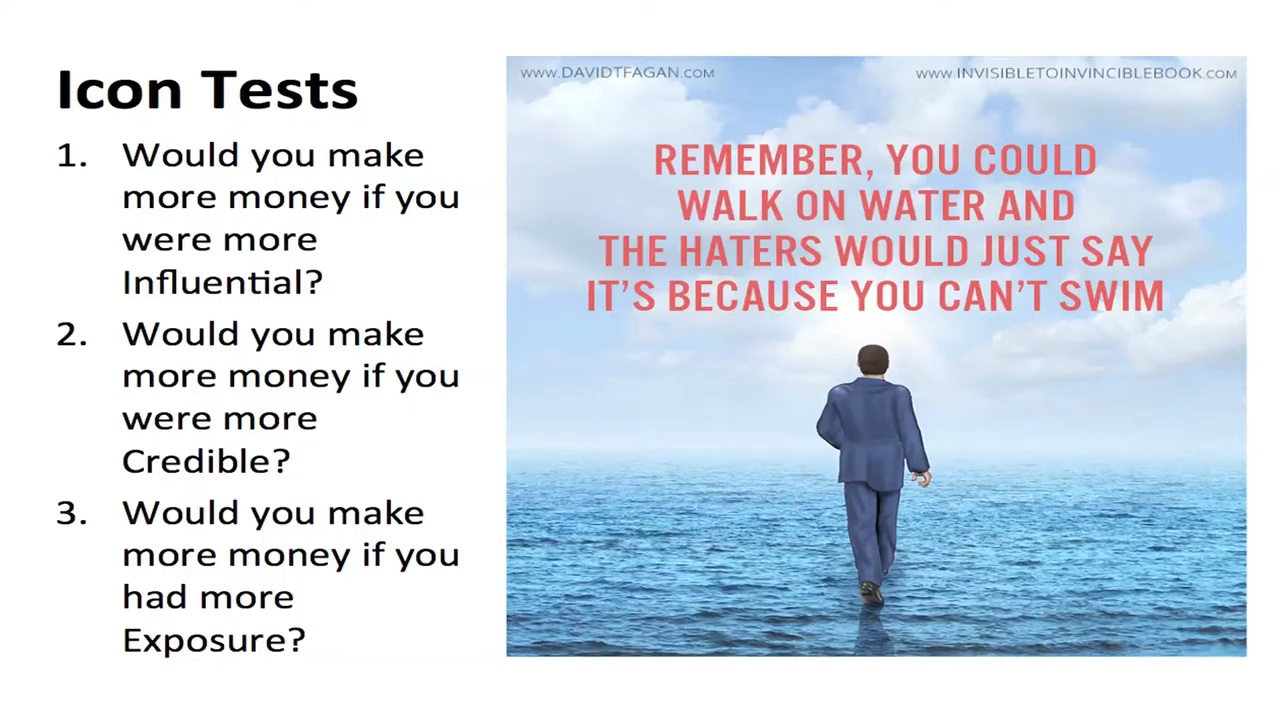 Icon Tests
1. Would you make
more money if you
were more
Influential?
2. Would you make
more money if you
were more
Credible?
3. Would you make
more money if you
had more
Exposure?
www.DAVIDTFAGAN.com
www.INVISIBLETOINVINCIBLEBOOK.com
REMEMBER, YOU COULD
WALK ON WATER AND
THE HATERS WOULD JUST SAY
IT'S BECAUSE YOU CAN'T SWIM